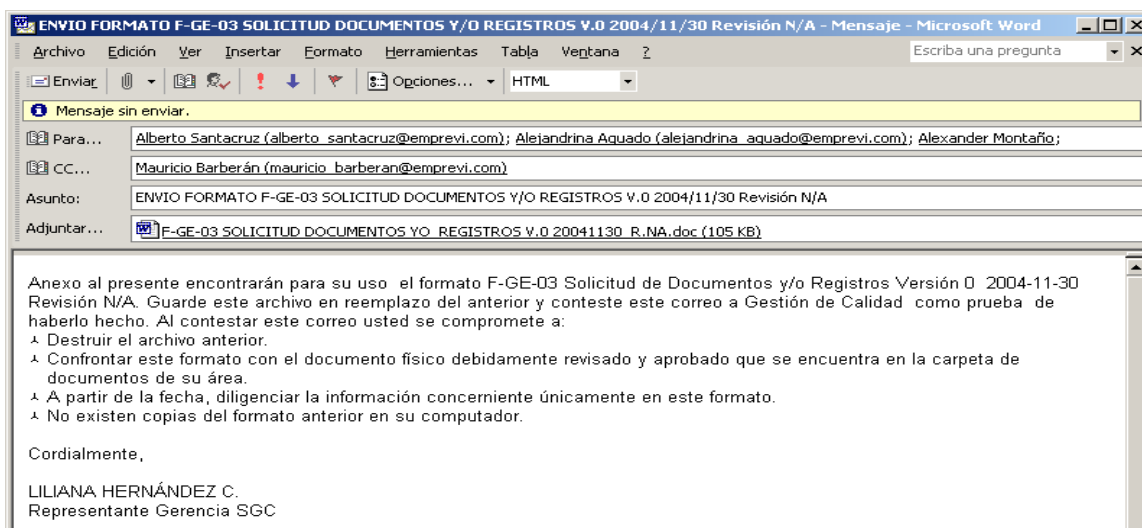 ENVIO FORMATO F-GE-03 SOLICITUD DOCUMENTOS Y/O REGISTROS V.0 2004/11/30 Revisión N/A - Mensaje - Microsoft Word
Archivo Edición Ver Insertar Formato Herramientas Tabla Ventana ? Escriba una pregunta
Enviar Opciones... HTML
Mensaje sin enviar.
Para... Alberto Santacruz (alberto_santacruz@emprevi.com); Alejandrina Aguado (alejandrina_aguado@emprevi.com); Alexander Montaño;
CC... Mauricio Barberán (mauricio_barberan@emprevi.com)
Asunto: ENVIO FORMATO F-GE-03 SOLICITUD DOCUMENTOS Y/O REGISTROS V.0 2004/11/30 Revisión N/A
Adjuntar... F-GE-03 SOLICITUD DOCUMENTOS YO_REGISTROS V.0 20041130_R.NA.doc (105 KB)
Anexo al presente encontrarán para su uso el formato F-GE-03 Solicitud de Documentos y/o Registros Versión 0 2004-11-30
Revisión N/A. Guarde este archivo en reemplazo del anterior y conteste este correo a Gestión de Calidad como prueba de
haberlo hecho. Al contestar este correo usted se compromete a:
Destruir el archivo anterior.
Confrontar este formato con el documento físico debidamente revisado y aprobado que se encuentra en la carpeta de
documentos de su área.
A partir de la fecha, diligenciar la información concerniente únicamente en este formato.
No existen copias del formato anterior en su computador.
Cordialmente,
LILIANA HERNÁNDEZ C.
Representante Gerencia SGC